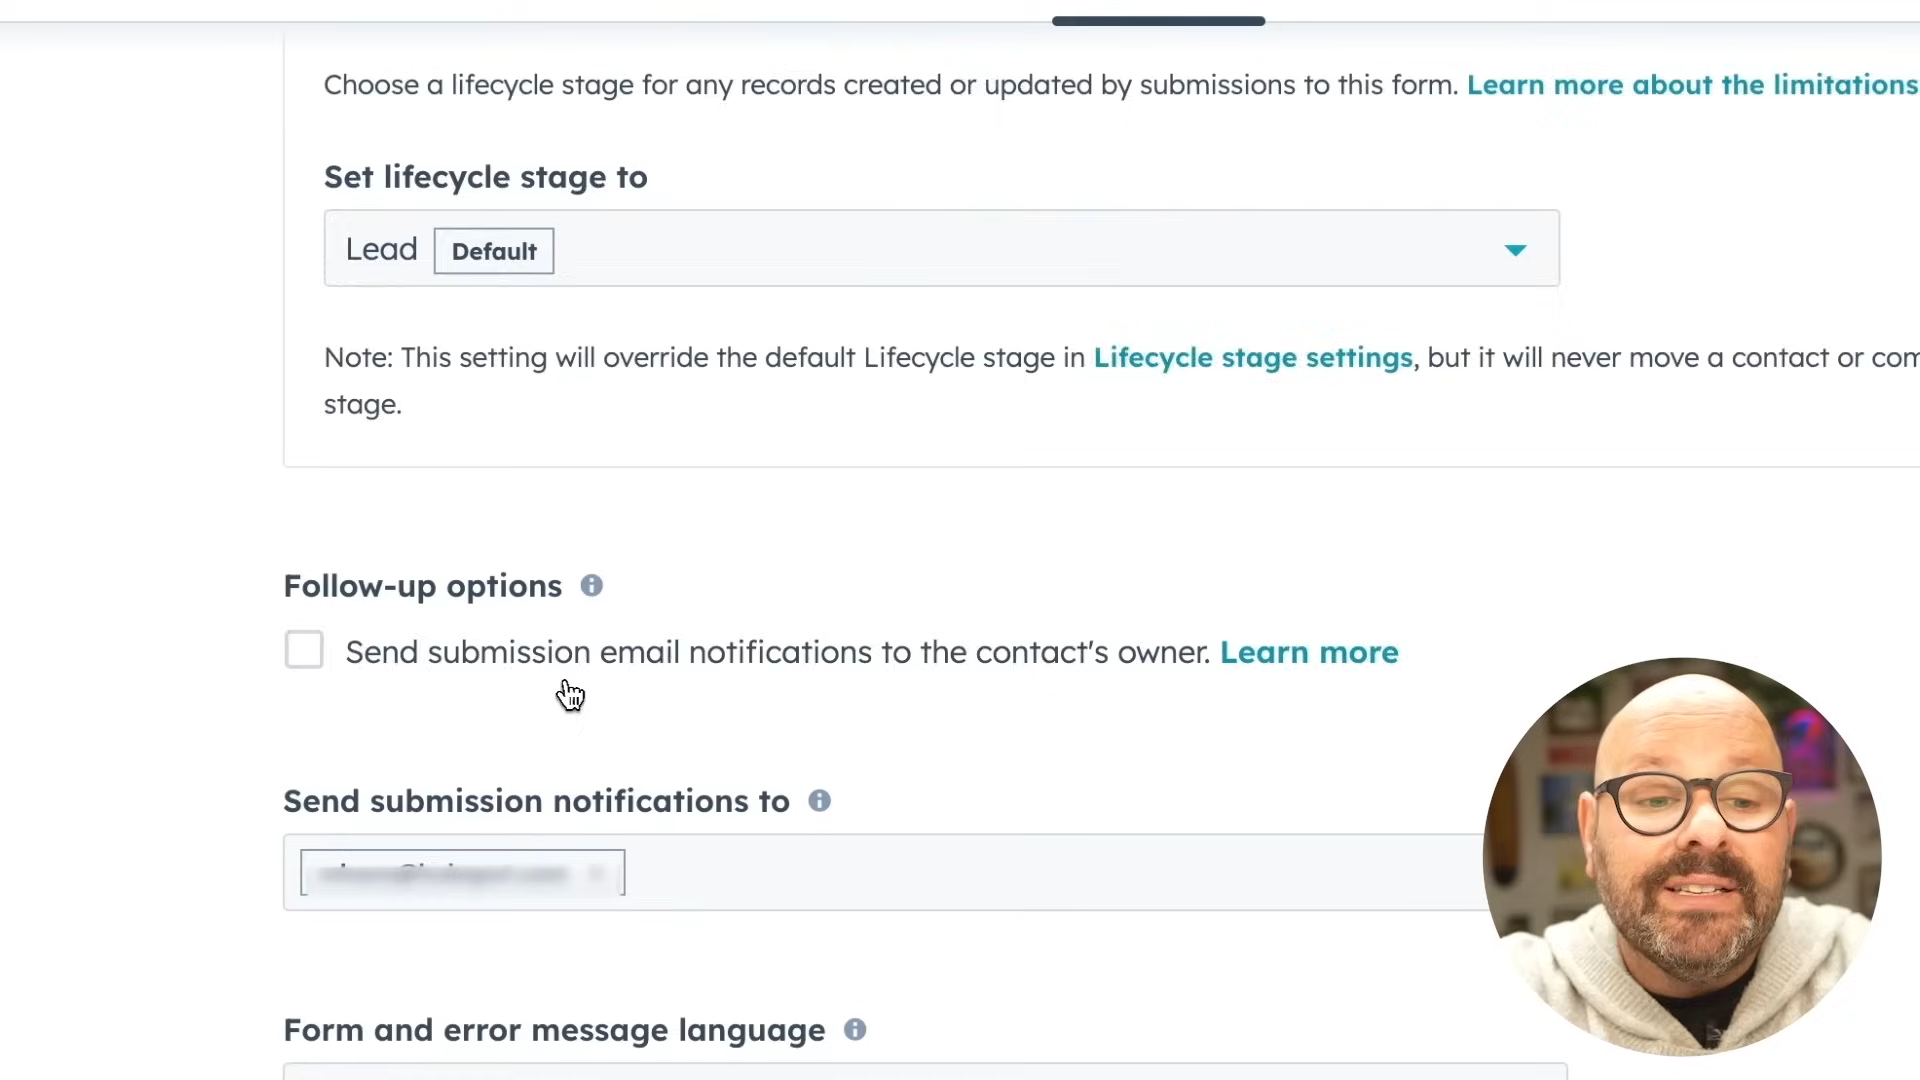 Choose a lifecycle stage for any records created or updated by submissions to this form. Learn more about the limitations
Set lifecycle stage to
Lead Default
Note: This setting will override the default Lifecycle stage in Lifecycle stage settings, but it will never move a contact or com
stage.
Follow-up options
Send submission email notifications to the contact's owner. Learn more
Send submission notifications to
Form and error message language